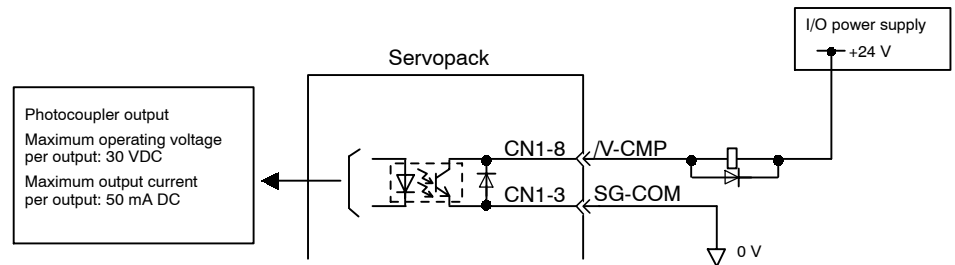 I/O power supply
+24 V
Servopack
Photocoupler output
Maximum operating voltage
per output: 30 VDC
Maximum output current
per output: 50 mA DC
CN1-8 /V-CMP
CN1-3 SG-COM
0 V